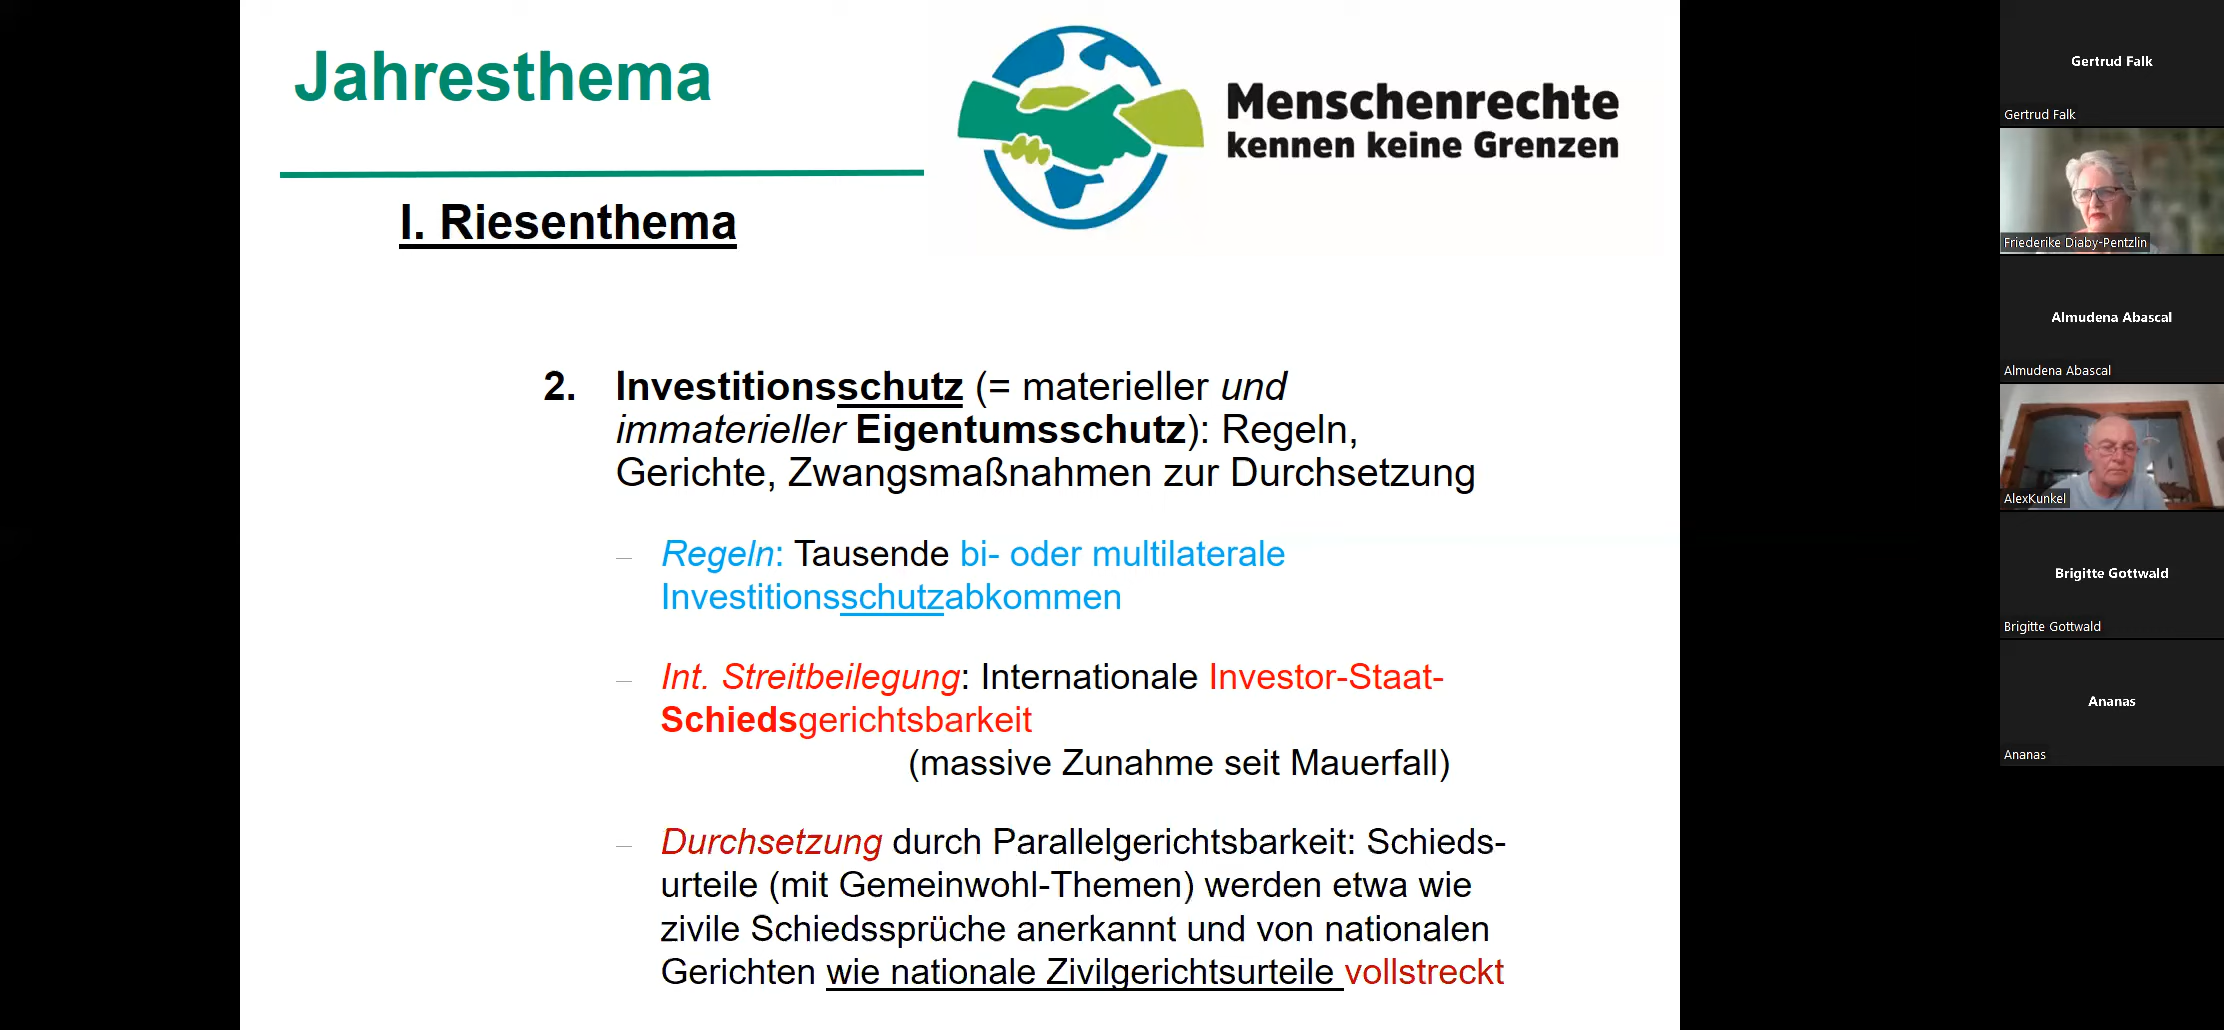 Jahresthema
Menschenrechte
kennen keine Grenzen
I. Riesenthema
2. Investitionsschutz (= materieller und
immaterieller Eigentumsschutz): Regeln,
Gerichte, Zwangsmaßnahmen zur Durchsetzung
– Regeln: Tausende bi- oder multilaterale
Investitionsschutzabkommen
– Int. Streitbeilegung: Internationale Investor-Staat-
Schiedsgerichtsbarkeit
(massive Zunahme seit Mauerfall)
– Durchsetzung durch Parallelgerichtsbarkeit: Schieds-
urteile (mit Gemeinwohl-Themen) werden etwa wie
zivile Schiedssprüche anerkannt und von nationalen
Gerichten wie nationale Zivilgerichtsurteile vollstreckt
Gertrud Falk
Gertrud Falk
Friederike Diaby-Pentzlin
Almudena Abascal
Almudena Abascal
AlexKunkel
Brigitte Gottwald
Brigitte Gottwald
Ananas
Ananas